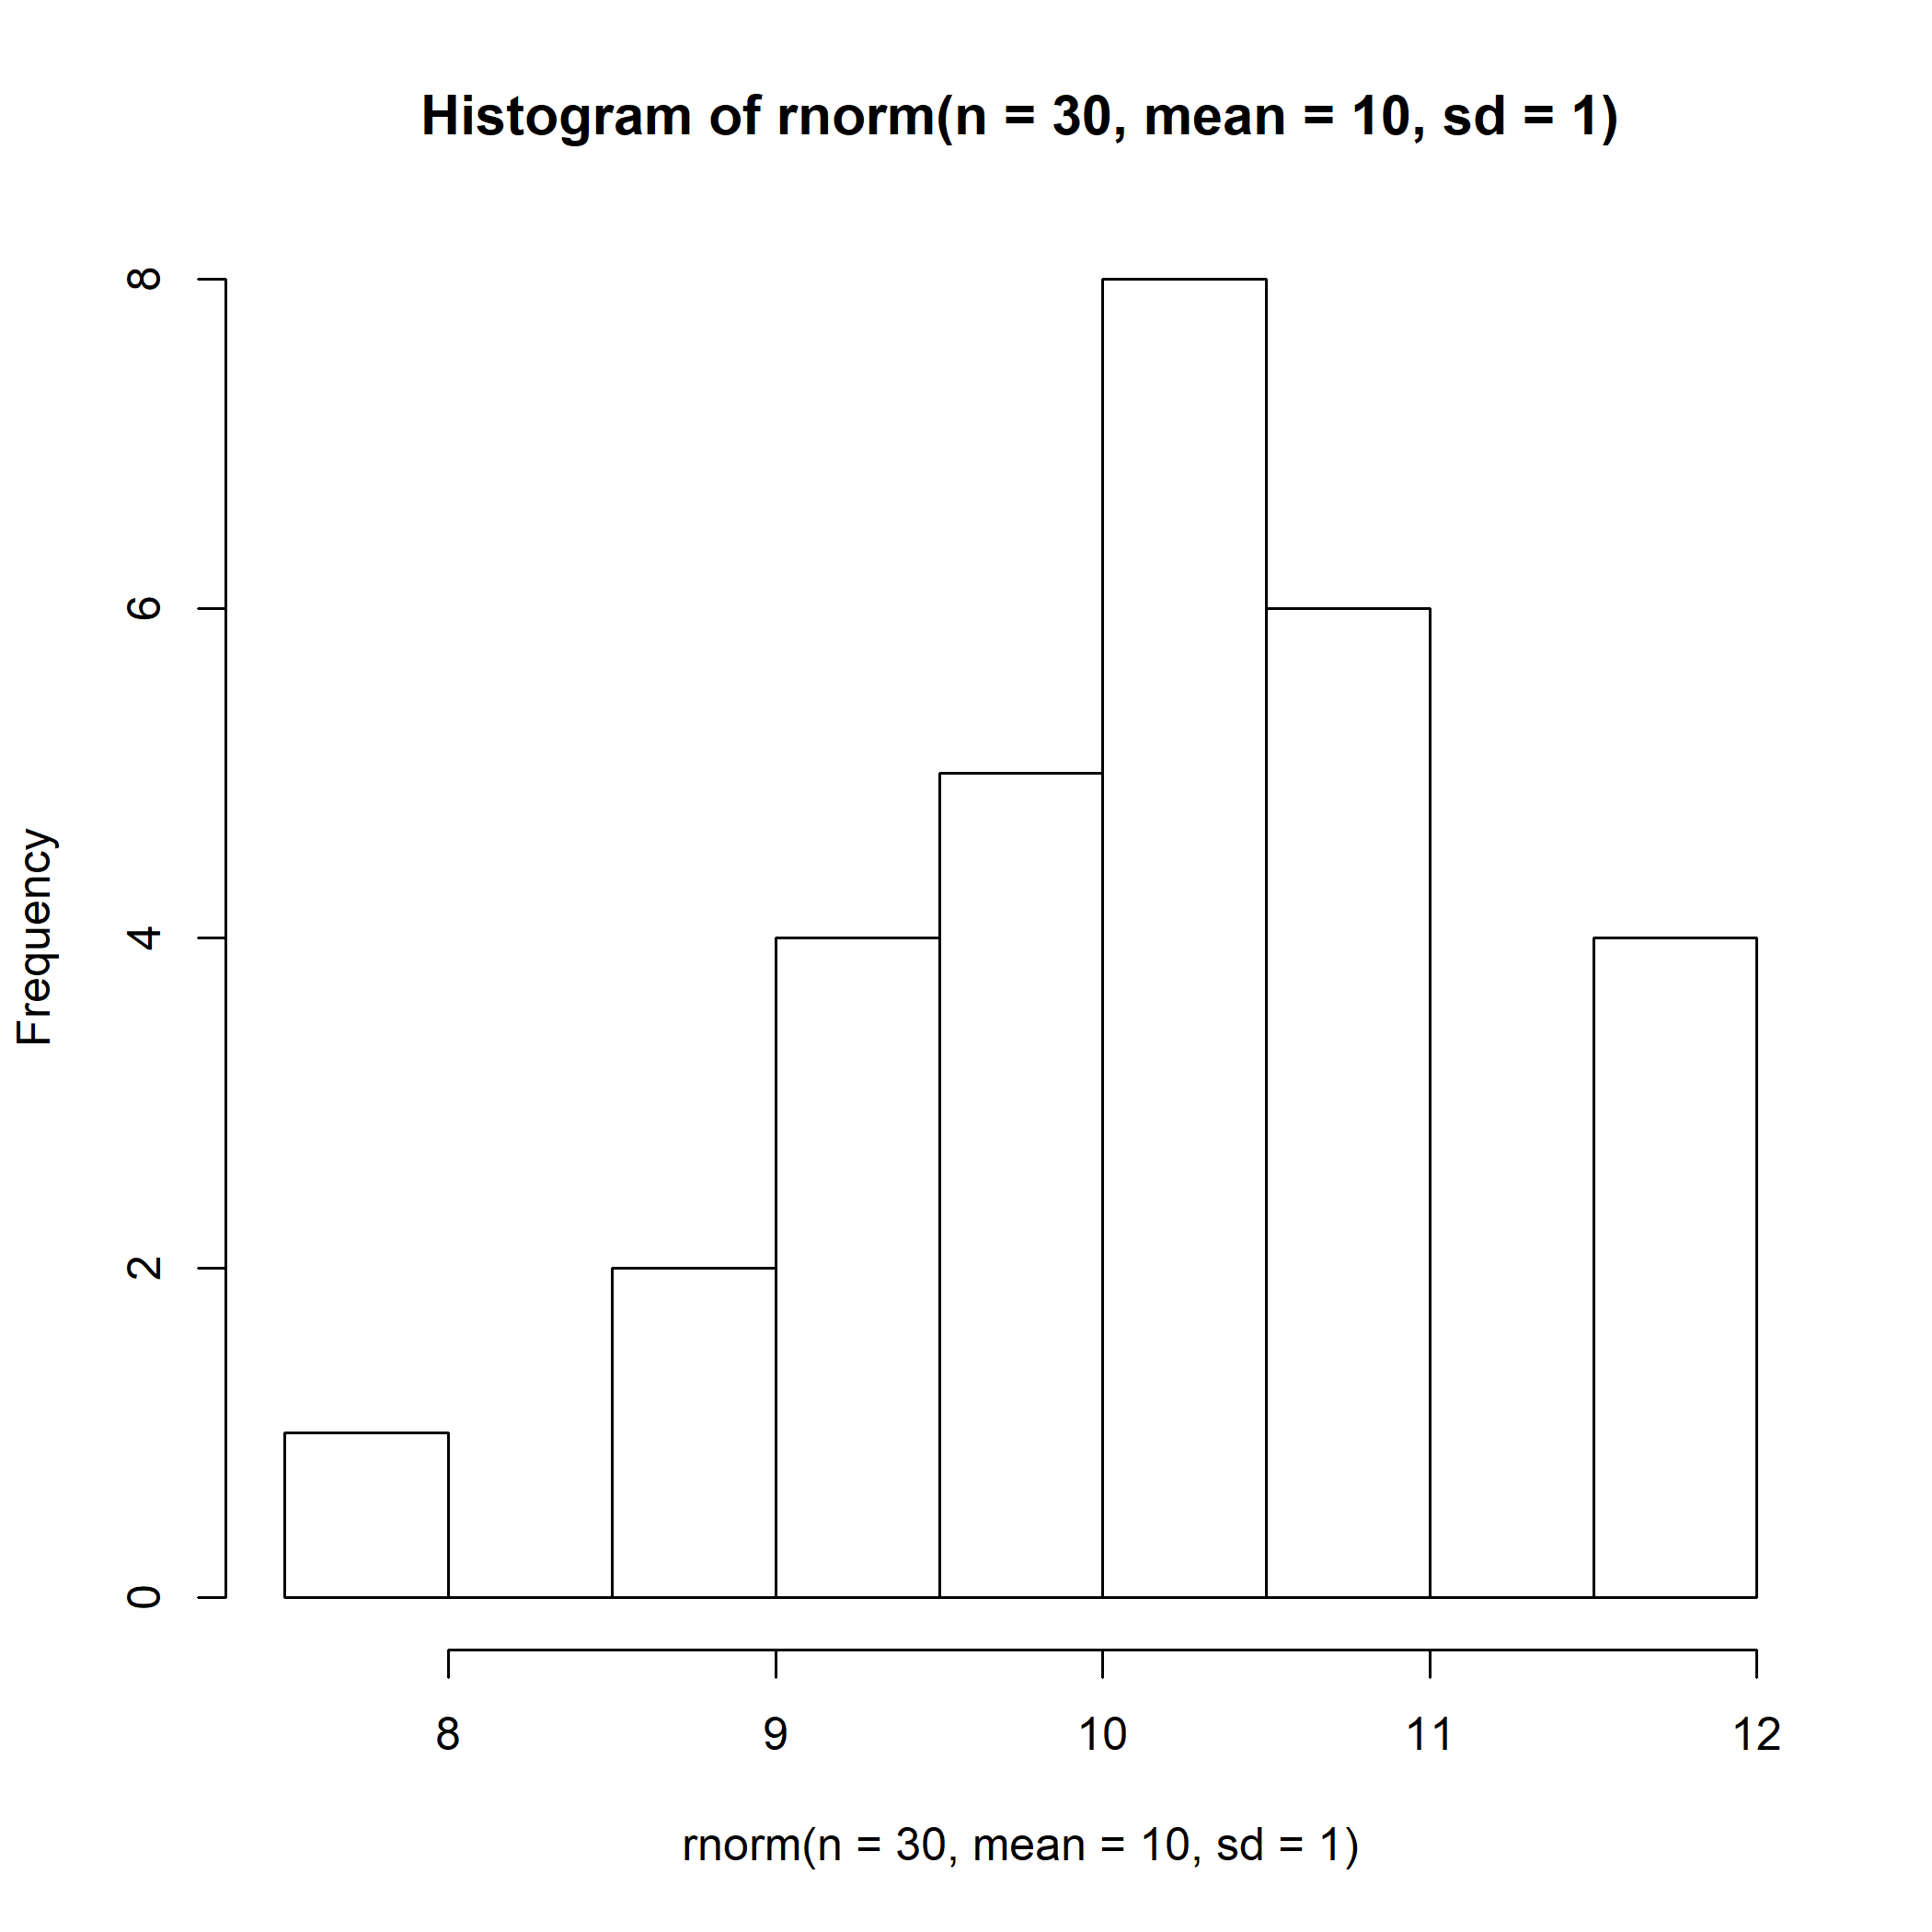 Histogram of rnorm(n = 30, mean = 10, sd = 1)
8
6
4
2
0
Frequency
8 9 10 11 12
rnorm(n = 30, mean = 10, sd = 1)